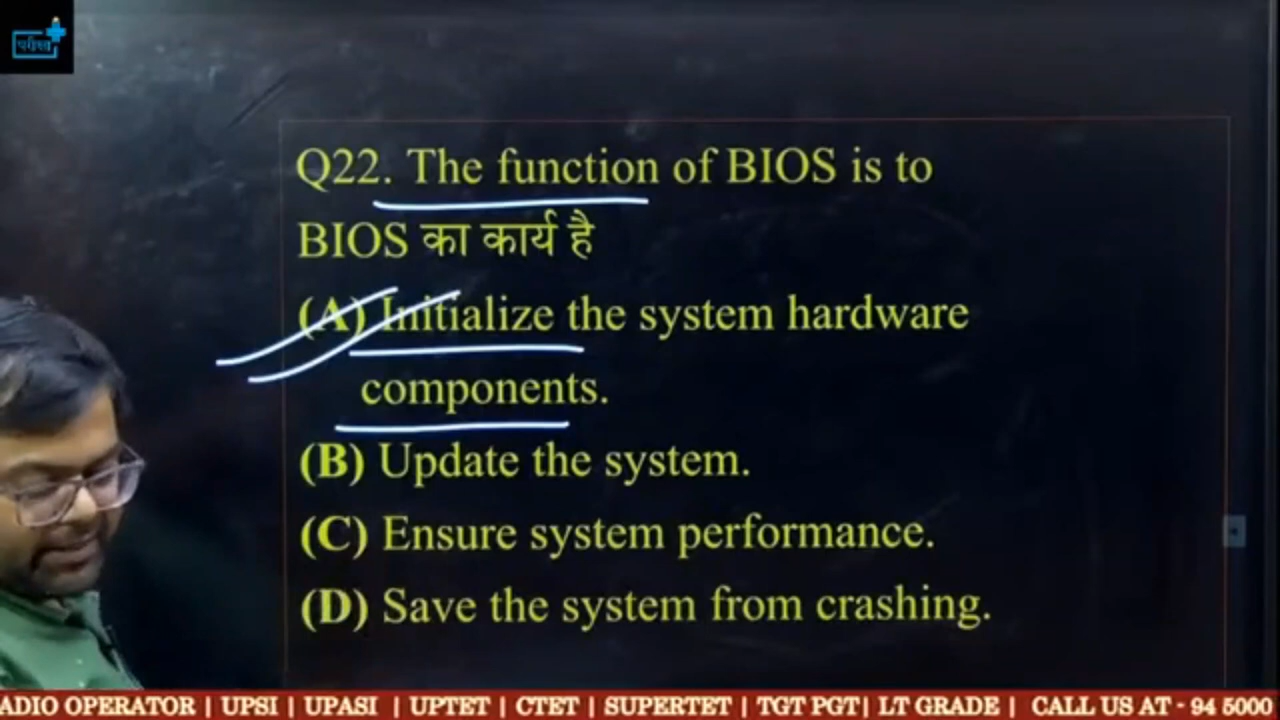 परीक्षा
Q22. The function of BIOS is to
BIOS का कार्य है
(A) Initialize the system hardware
components.
(B) Update the system.
(C) Ensure system performance.
(D) Save the system from crashing.
ADIO OPERATOR | UPSI | UPASI | UPTET | CTET | SUPERTET | TGT PGT| LT GRADE | CALL US AT - 94 5000